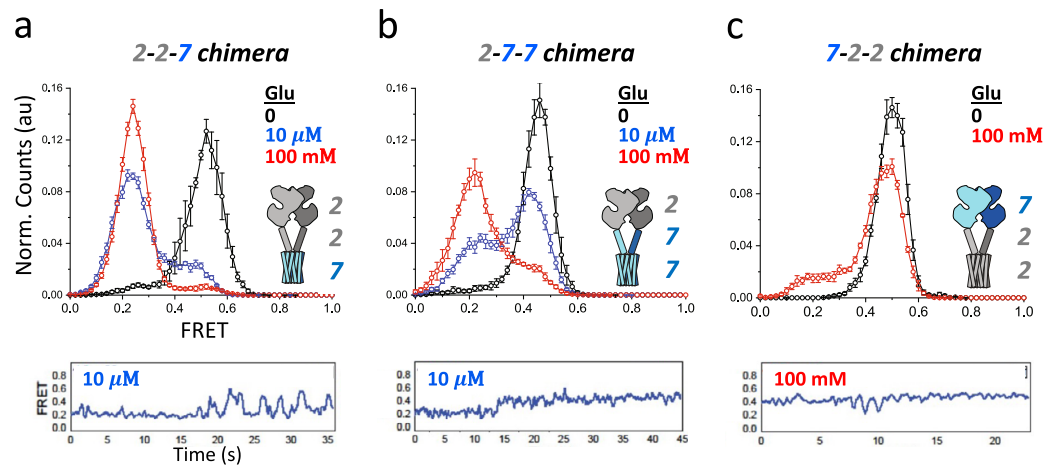 a
2-2-7 chimera
Norm. Counts (au)
0.16
0.12
0.08
0.04
0.00
0.0 0.2 0.4 0.6 0.8 1.0
FRET
Glu
0
10 μM
100 mM
2
2
7
10 μM
FRET
0.8
0.6
0.4
0.2
0.0
0 5 10 15 20 25 30 35
Time (s)
b
2-7-7 chimera
0.16
0.12
0.08
0.04
0.00
0.0 0.2 0.4 0.6 0.8 1.0
Glu
0
10 μM
100 mM
2
7
7
10 μM
0.8
0.6
0.4
0.2
0.0
0 5 10 15 20 25 30 35 40 45
c
7-2-2 chimera
0.16
0.12
0.08
0.04
0.00
0.0 0.2 0.4 0.6 0.8 1.0
Glu
0
100 mM
7
2
2
100 mM
0.8
0.6
0.4
0.2
0.0
0 5 10 15 20